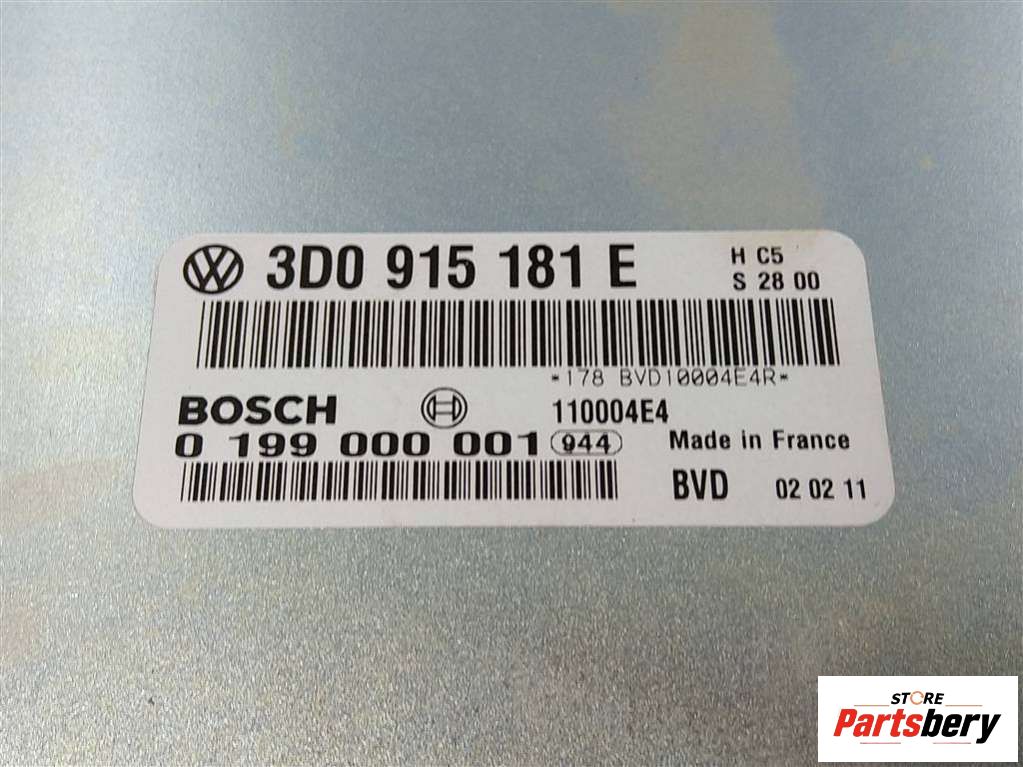 3D0 915 181 E
H C5
S 28 00
*178 BVD10004E4R*
BOSCH
110004E4
0 199 000 001 944
Made in France
BVD 02 02 11
STORE
Partsbery